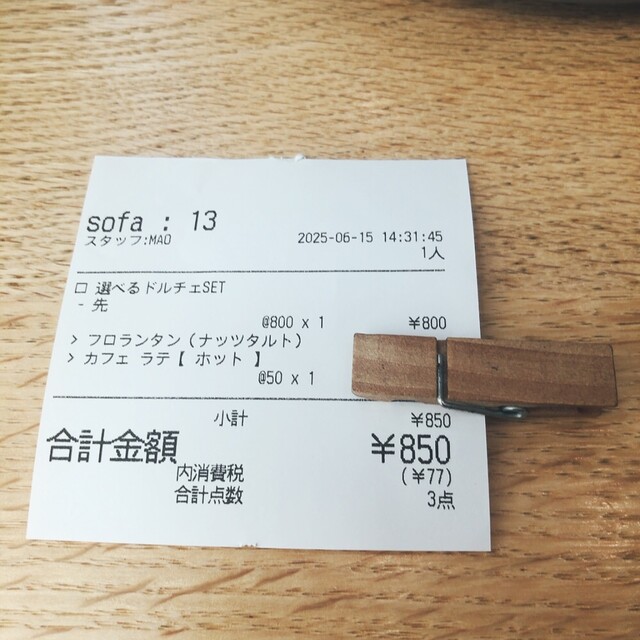 sofa : 13
スタッフ:MAO
2025-06-15 14:31:45
1人
□ 選べるドルチェSET
- 先
@800 x 1 ¥800
> フロランタン(ナッツタルト)
> カフェ ラテ【 ホット 】
@50 x 1
小計 ¥850
合計金額 ¥850
内消費税 (¥77)
合計点数 3点